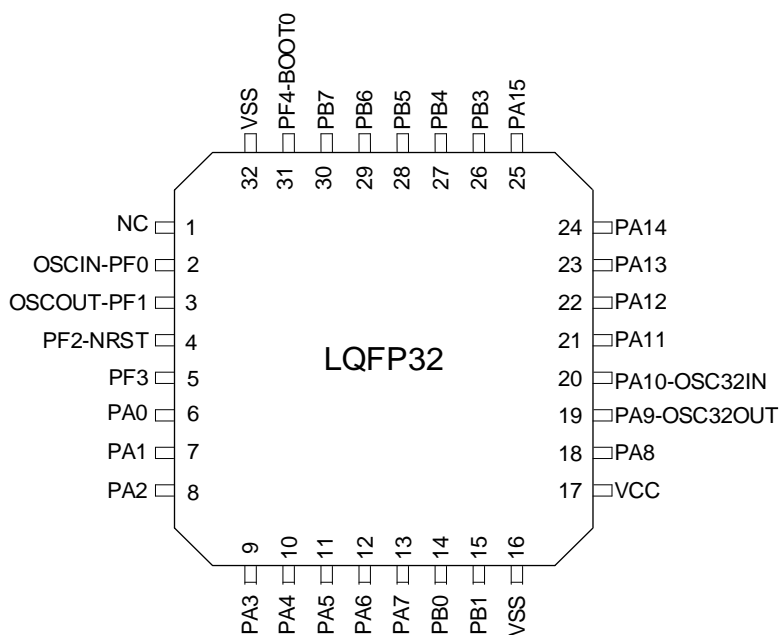 VSS
PF4-BOOT0
PB7
PB6
PB5
PB4
PB3
PA15
32
31
30
29
28
27
26
25
NC 1
OSCIN-PF0 2
OSCOUT-PF1 3
PF2-NRST 4
PF3 5
PA0 6
PA1 7
PA2 8
LQFP32
24 PA14
23 PA13
22 PA12
21 PA11
20 PA10-OSC32IN
19 PA9-OSC32OUT
18 PA8
17 VCC
9
10
11
12
13
14
15
16
PA3
PA4
PA5
PA6
PA7
PB0
PB1
VSS